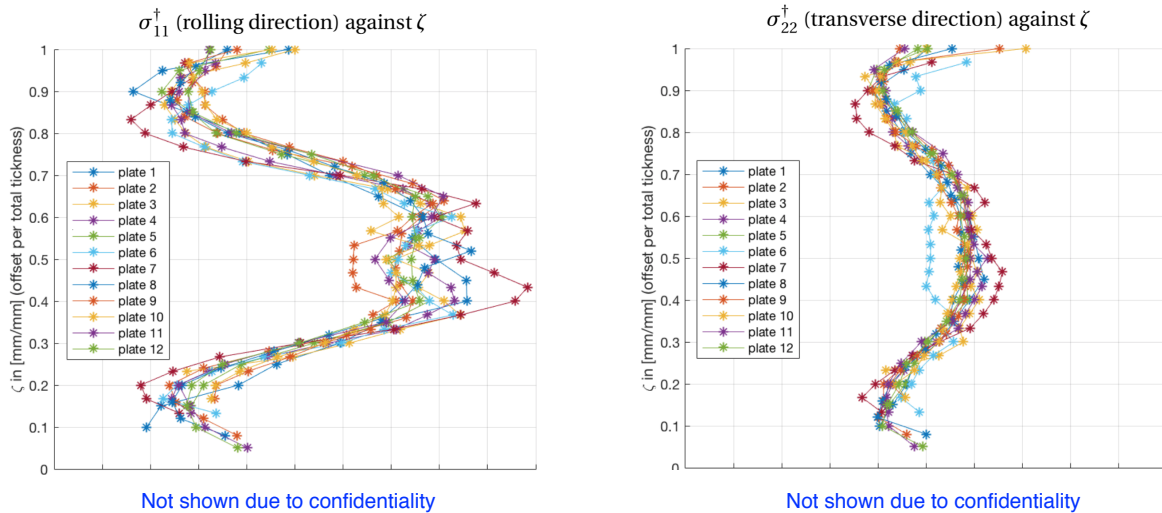 σ₁₁† (rolling direction) against ζ
ζ in [mm/mm] (offset per total tickness)
1
0.9
0.8
0.7
0.6
0.5
0.4
0.3
0.2
0.1
0
plate 1
plate 2
plate 3
plate 4
plate 5
plate 6
plate 7
plate 8
plate 9
plate 10
plate 11
plate 12
Not shown due to confidentiality
σ₂₂† (transverse direction) against ζ
ζ in [mm/mm] (offset per total tickness)
1
0.9
0.8
0.7
0.6
0.5
0.4
0.3
0.2
0.1
0
plate 1
plate 2
plate 3
plate 4
plate 5
plate 6
plate 7
plate 8
plate 9
plate 10
plate 11
plate 12
Not shown due to confidentiality